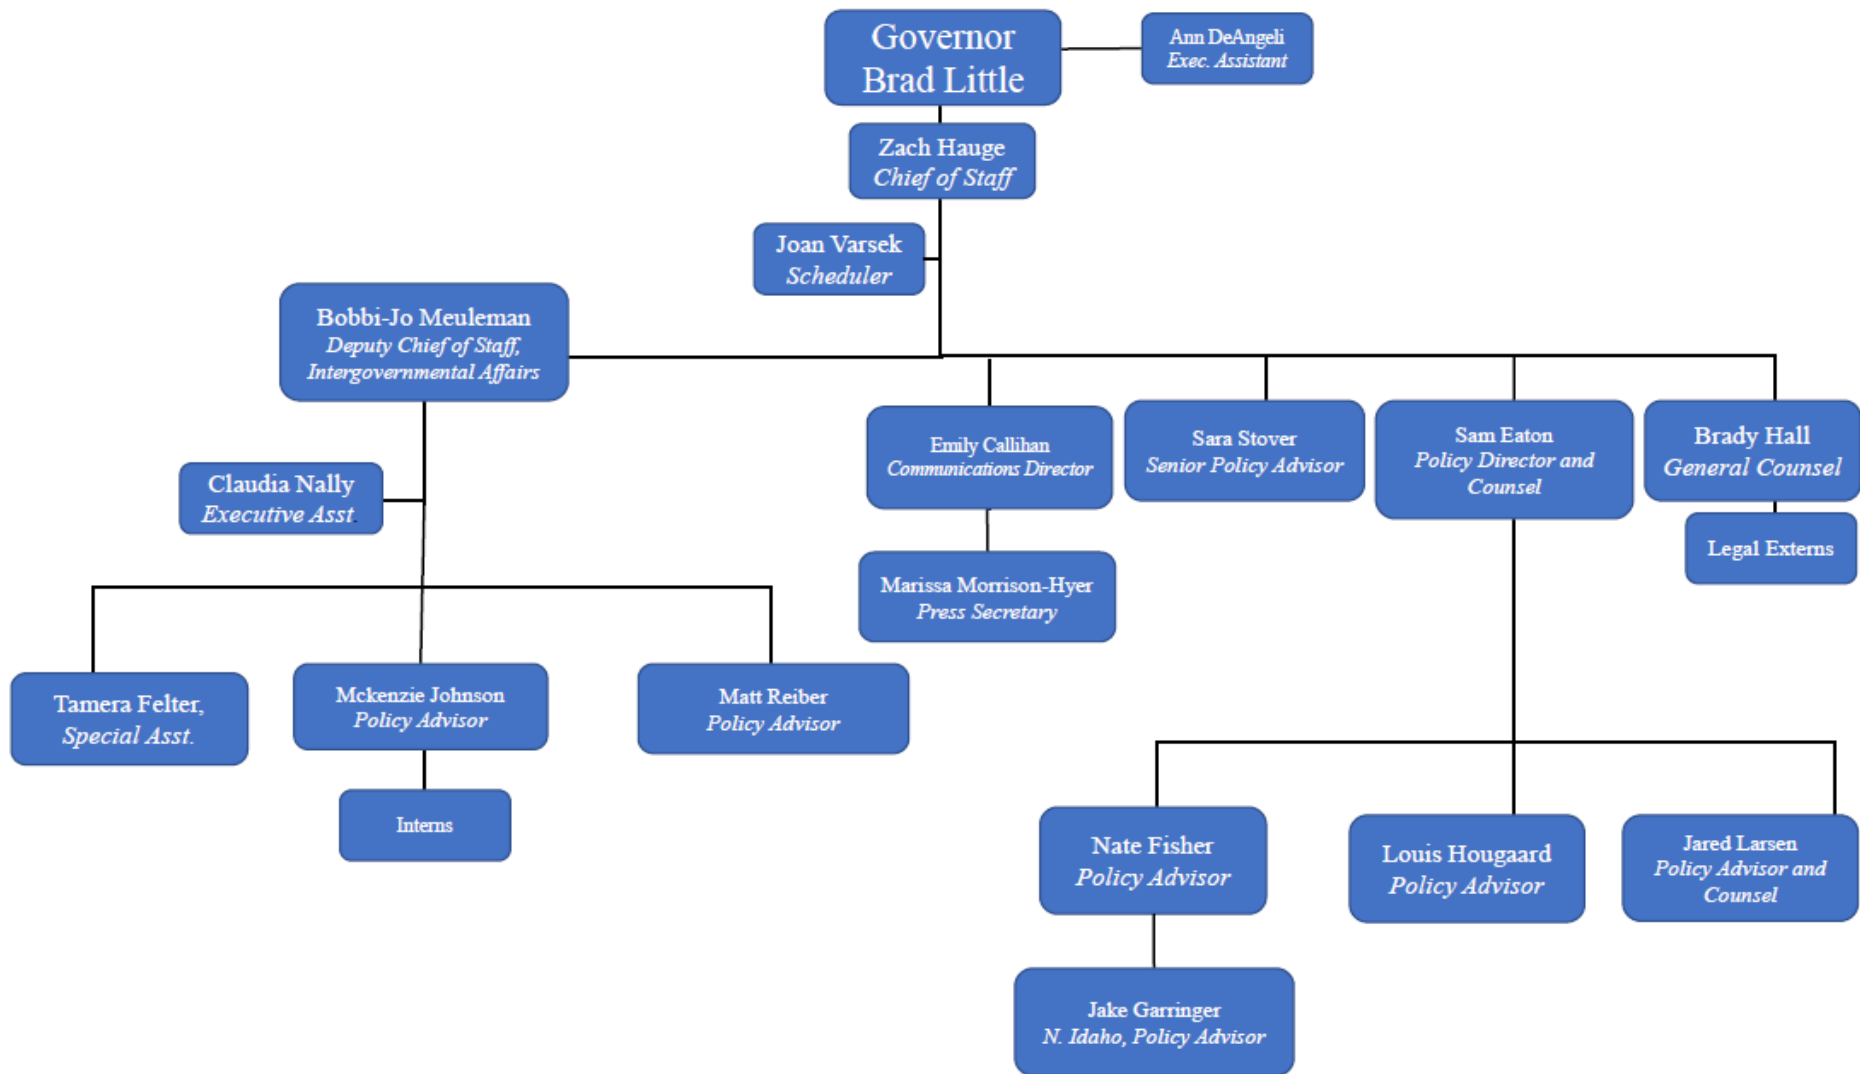 Governor
Brad Little
Ann DeAngeli
Exec. Assistant
Zach Hauge
Chief of Staff
Joan Varsek
Scheduler
Bobbi-Jo Meuleman
Deputy Chief of Staff,
Intergovernmental Affairs
Emily Callihan
Communications Director
Sara Stover
Senior Policy Advisor
Sam Eaton
Policy Director and
Counsel
Brady Hall
General Counsel
Claudia Nally
Executive Asst.
Legal Externs
Marissa Morrison-Hyer
Press Secretary
Tamera Felter,
Special Asst.
Mckenzie Johnson
Policy Advisor
Matt Reiber
Policy Advisor
Interns
Nate Fisher
Policy Advisor
Louis Hougaard
Policy Advisor
Jared Larsen
Policy Advisor and
Counsel
Jake Garringer
N. Idaho, Policy Advisor